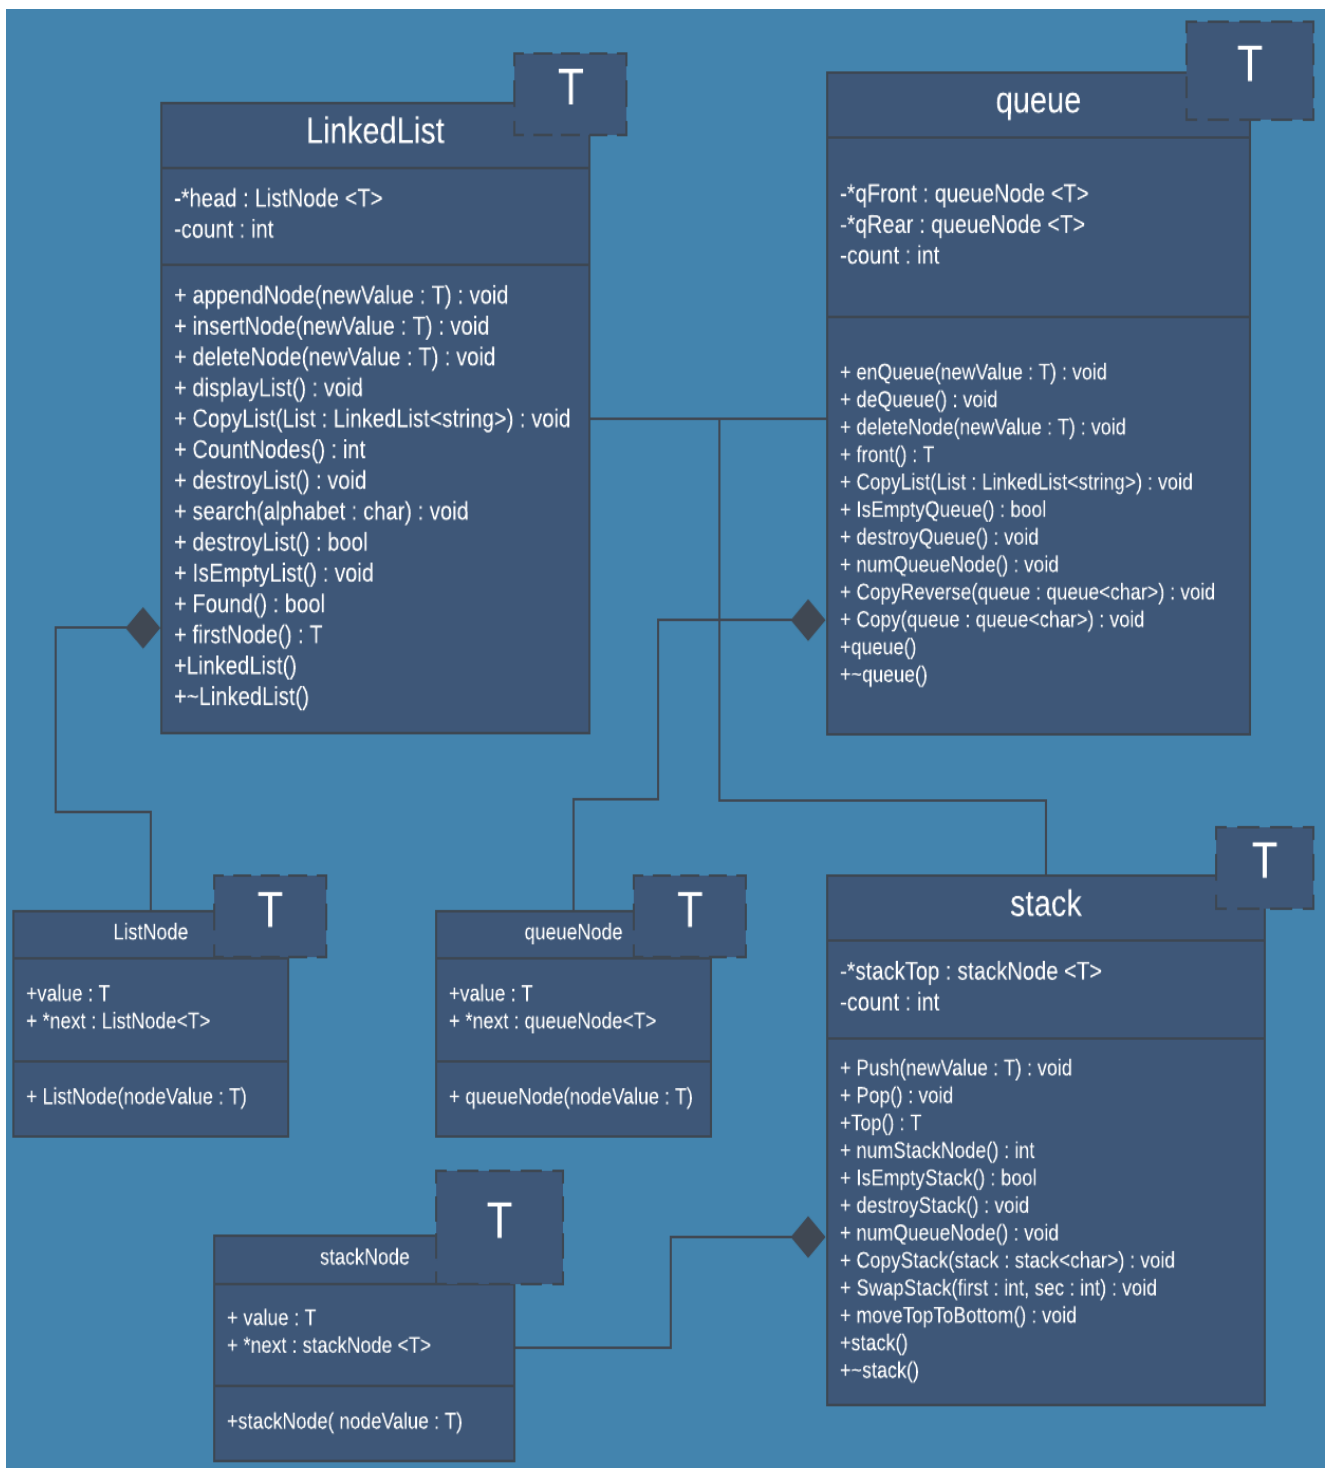 T
LinkedList
-*head : ListNode <T>
-count : int
+ appendNode(newValue : T) : void
+ insertNode(newValue : T) : void
+ deleteNode(newValue : T) : void
+ displayList() : void
+ CopyList(List : LinkedList<string>) : void
+ CountNodes() : int
+ destroyList() : void
+ search(alphabet : char) : void
+ destroyList() : bool
+ IsEmptyList() : void
+ Found() : bool
+ firstNode() : T
+LinkedList()
+~LinkedList()
T
queue
-*qFront : queueNode <T>
-*qRear : queueNode <T>
-count : int
+ enQueue(newValue : T) : void
+ deQueue() : void
+ deleteNode(newValue : T) : void
+ front() : T
+ CopyList(List : LinkedList<string>) : void
+ IsEmptyQueue() : bool
+ destroyQueue() : void
+ numQueueNode() : void
+ CopyReverse(queue : queue<char>) : void
+ Copy(queue : queue<char>) : void
+queue()
+~queue()
T
ListNode
+value : T
+ *next : ListNode<T>
+ ListNode(nodeValue : T)
T
queueNode
+value : T
+ *next : queueNode<T>
+ queueNode(nodeValue : T)
T
stack
-*stackTop : stackNode <T>
-count : int
+ Push(newValue : T) : void
+ Pop() : void
+Top() : T
+ numStackNode() : int
+ IsEmptyStack() : bool
+ destroyStack() : void
+ numQueueNode() : void
+ CopyStack(stack : stack<char>) : void
+ SwapStack(first : int, sec : int) : void
+ moveTopToBottom() : void
+stack()
+~stack()
T
stackNode
+ value : T
+ *next : stackNode <T>
+stackNode( nodeValue : T)